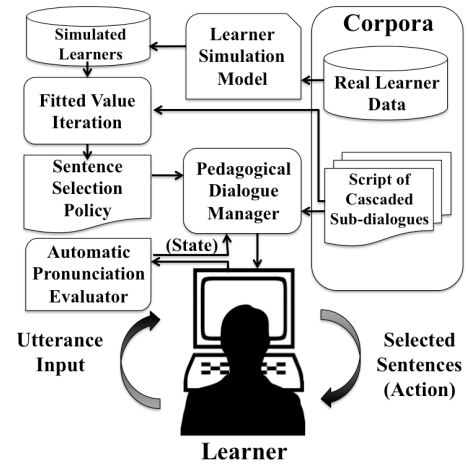 Corpora
Simulated
Learners
Learner
Simulation
Model
Real Learner
Data
Fitted Value
Iteration
Sentence
Selection
Policy
Pedagogical
Dialogue
Manager
Script of
Cascaded
Sub-dialogues
Automatic
Pronunciation
Evaluator
(State)
Utterance
Input
Selected
Sentences
(Action)
Learner